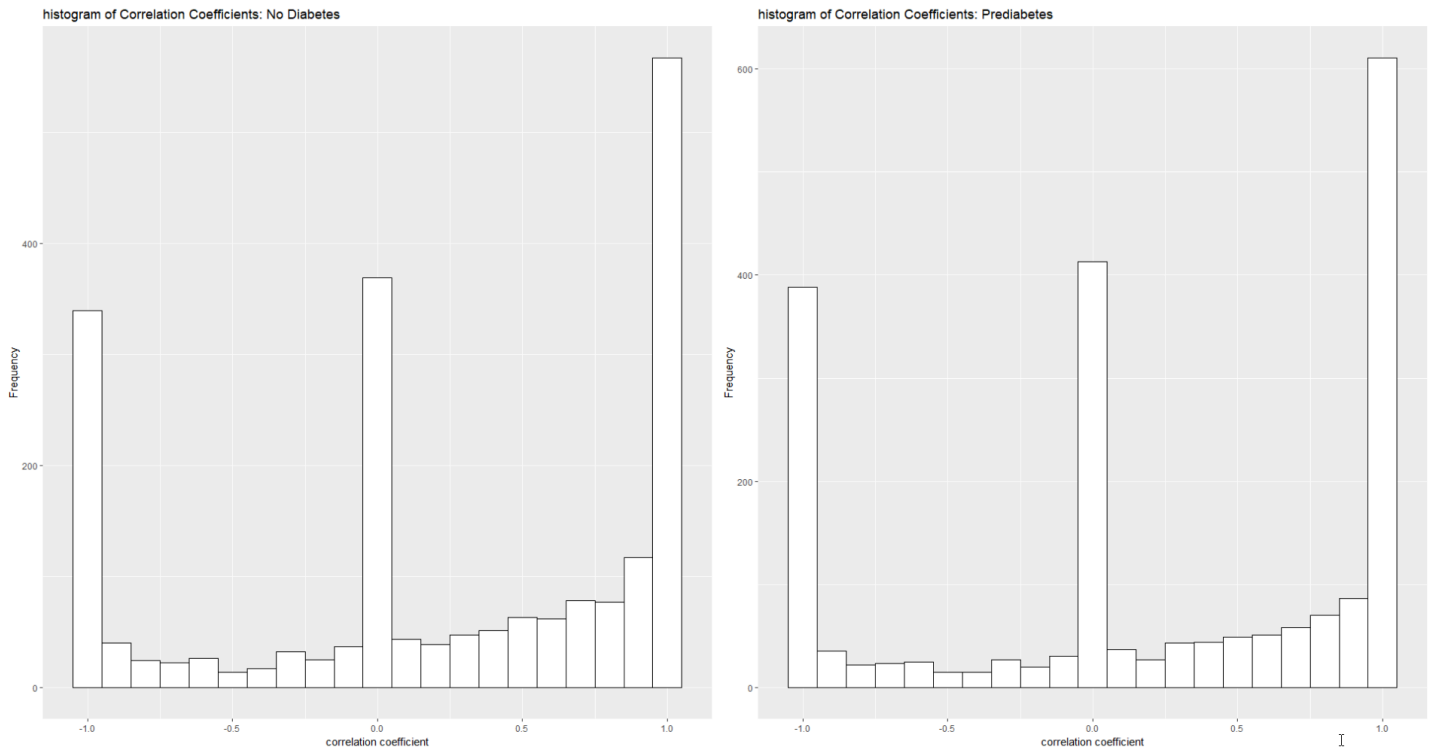 histogram of Correlation Coefficients: No Diabetes
400
200
0
Frequency
-1.0 -0.5 0.0 0.5 1.0
correlation coefficient
histogram of Correlation Coefficients: Prediabetes
600
400
200
0
Frequency
-1.0 -0.5 0.0 0.5 1.0
correlation coefficient